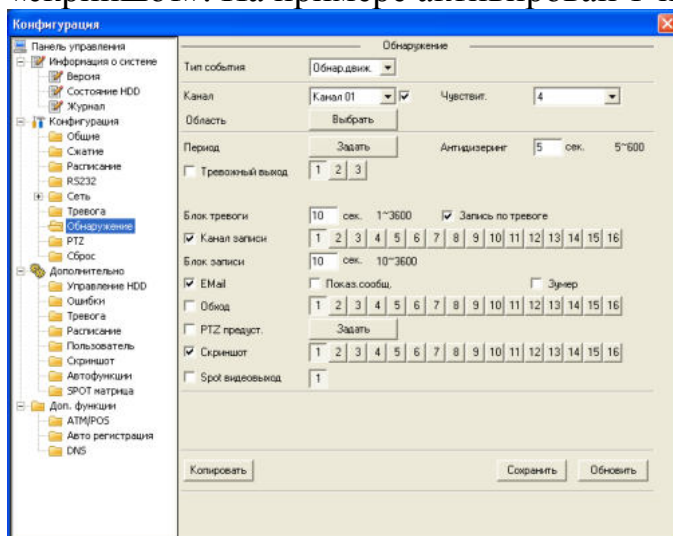 Конфигурация
Панель управления
Информация о системе
Версия
Состояние HDD
Журнал
Конфигурация
Общие
Сжатие
Расписание
RS232
Сеть
Тревога
Обнаружение
PTZ
Сброс
Дополнительно
Управление HDD
Ошибки
Тревога
Расписание
Пользователь
Скриншот
Автофункции
SPOT матрица
Доп. функции
ATM/POS
Авто регистрация
DNS
Обнаружение
Тип события Обнар.движ.
Канал Канал 01 Чувствит. 4
Область Выбрать
Период Задать Антидизеринг 5 сек. 5~600
Тревожный выход 1 2 3
Блок тревоги 10 сек. 1~3600 Запись по тревоге
Канал записи 1 2 3 4 5 6 7 8 9 10 11 12 13 14 15 16
Блок записи 10 сек. 10~3600
EMail Показ.сообщ. Зумер
Обход 1 2 3 4 5 6 7 8 9 10 11 12 13 14 15 16
PTZ предуст. Задать
Скриншот 1 2 3 4 5 6 7 8 9 10 11 12 13 14 15 16
Spot видеовыход 1
Копировать Сохранить Обновить